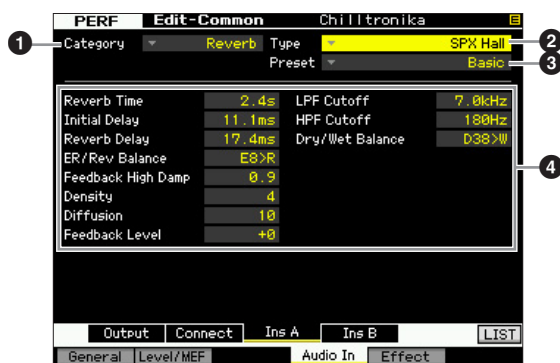 PERF Edit-Common Chilltronika E
1 Category Reverb Type SPX Hall 2
Preset Basic 3
Reverb Time 2.4s LPF Cutoff 7.0kHz
Initial Delay 11.1ms HPF Cutoff 180Hz
Reverb Delay 17.4ms Dry/Wet Balance D38>W
ER/Rev Balance E8>R 4
Feedback High Damp 0.9
Density 4
Diffusion 10
Feedback Level +0
Output Connect Ins A Ins B LIST
General Level/MEF Audio In Effect